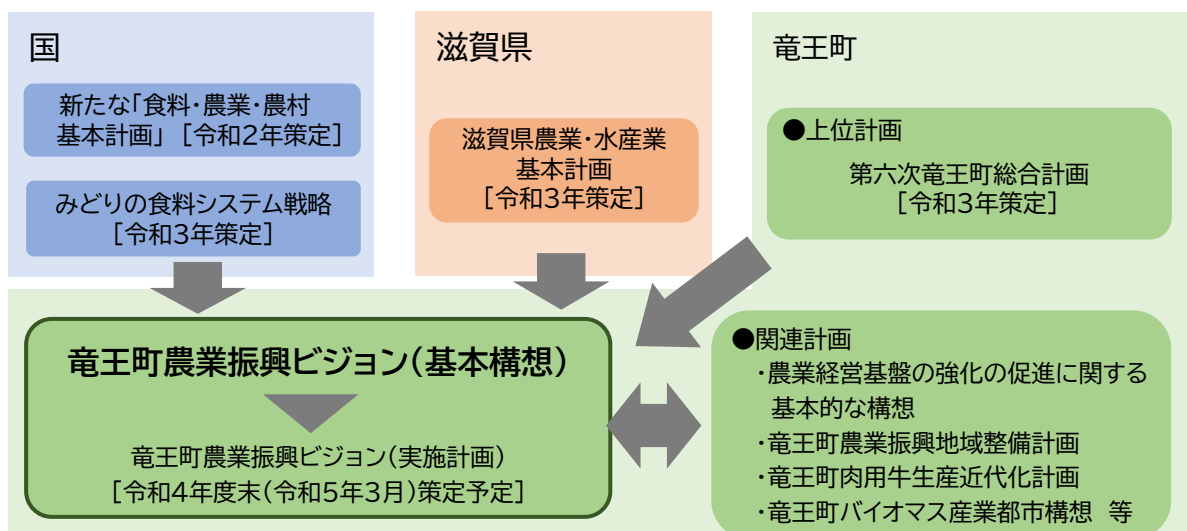 国
新たな「食料・農業・農村
基本計画」 [令和2年策定]
みどりの食料システム戦略
[令和3年策定]
滋賀県
滋賀県農業・水産業
基本計画
[令和3年策定]
竜王町
●上位計画
第六次竜王町総合計画
[令和3年策定]
竜王町農業振興ビジョン(基本構想)
竜王町農業振興ビジョン(実施計画)
[令和4年度末(令和5年3月)策定予定]
●関連計画
・農業経営基盤の強化の促進に関する
基本的な構想
・竜王町農業振興地域整備計画
・竜王町肉用牛生産近代化計画
・竜王町バイオマス産業都市構想 等